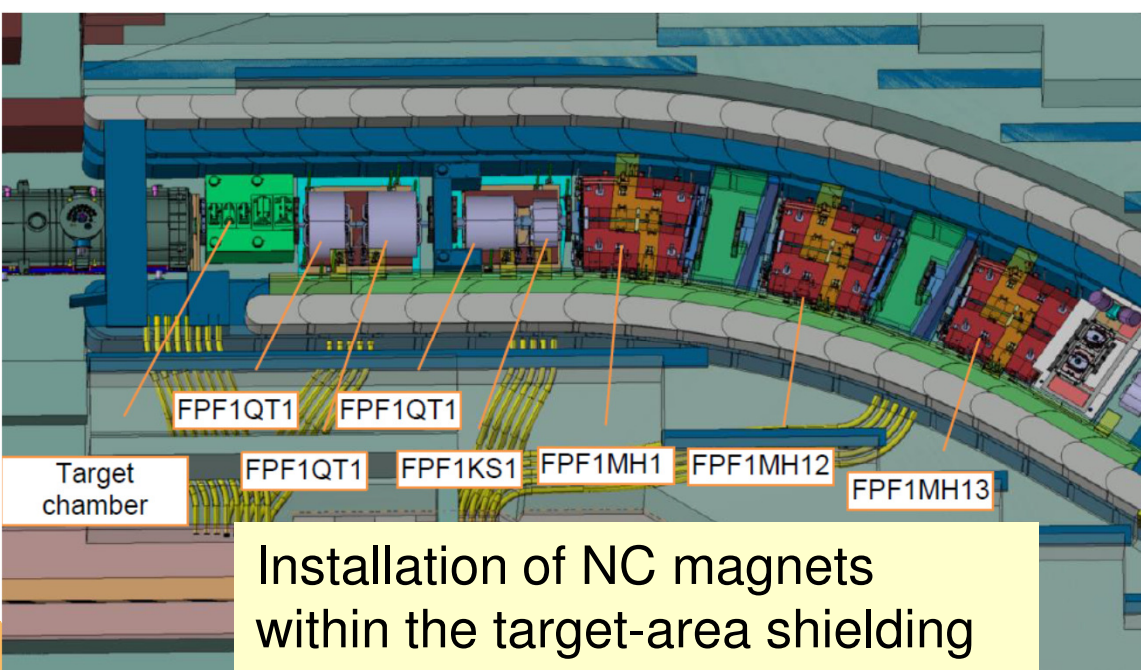 FPF1QT1
FPF1QT1
FPF1QT1
FPF1KS1
FPF1MH1
FPF1MH12
FPF1MH13
Target
chamber
Installation of NC magnets
within the target-area shielding